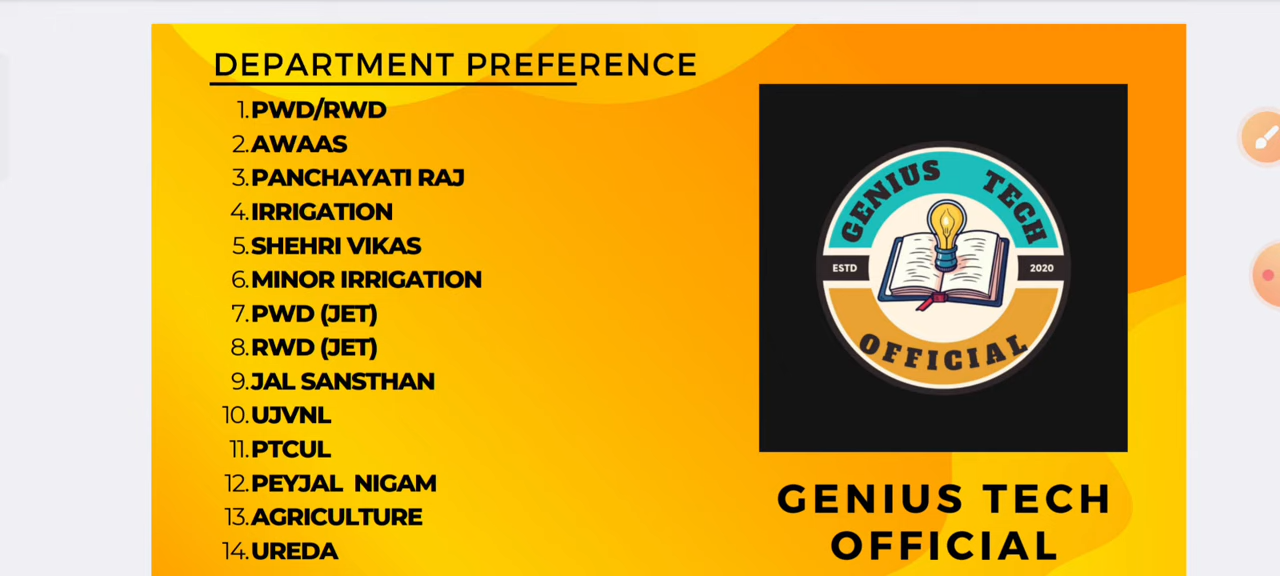 DEPARTMENT PREFERENCE
1. PWD/RWD
2. AWAAS
3. PANCHAYATI RAJ
4. IRRIGATION
5. SHEHRI VIKAS
6. MINOR IRRIGATION
7. PWD (JET)
8. RWD (JET)
9. JAL SANSTHAN
10. UJVNL
11. PTCUL
12. PEYJAL NIGAM
13. AGRICULTURE
14. UREDA
GENIUS TECH
ESTD 2020
OFFICIAL
GENIUS TECH
OFFICIAL